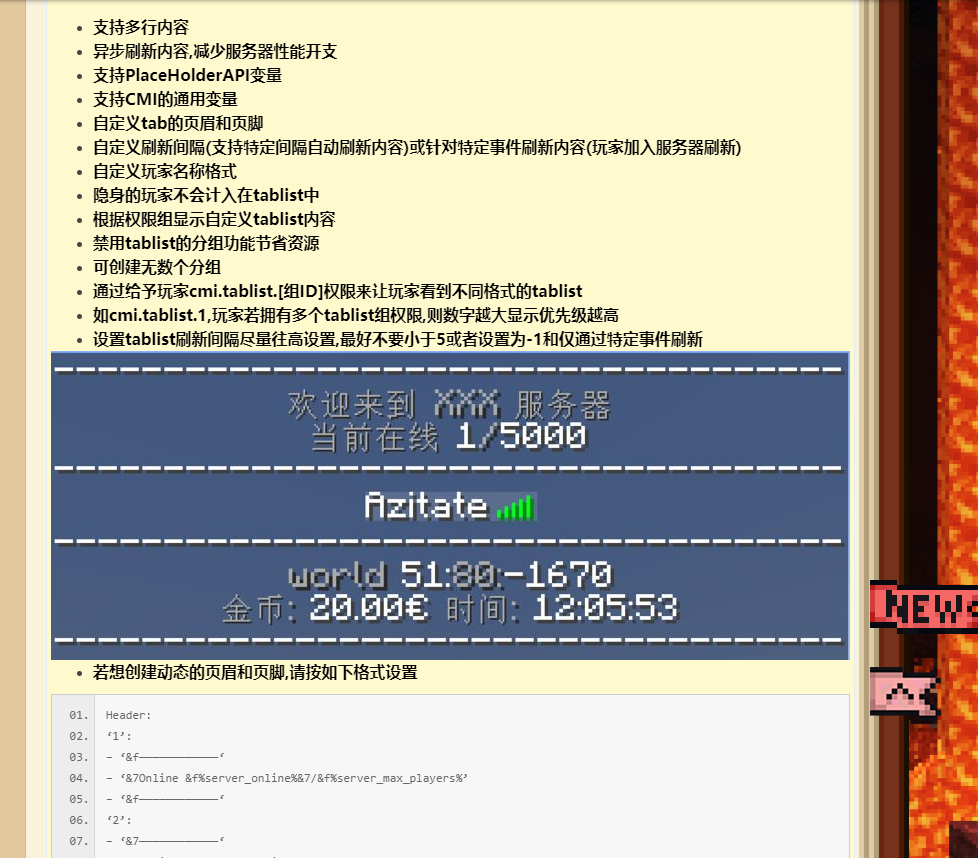 支持多行内容
异步刷新内容,减少服务器性能开支
支持PlaceHolderAPI变量
支持CMI的通用变量
自定义tab的页眉和页脚
自定义刷新间隔(支持特定间隔自动刷新内容)或针对特定事件刷新内容(玩家加入服务器刷新)
自定义玩家名称格式
隐身的玩家不会计入在tablist中
根据权限组显示自定义tablist内容
禁用tablist的分组功能节省资源
可创建无数个分组
通过给予玩家cmi.tablist.[组ID]权限来让玩家看到不同格式的tablist
如cmi.tablist.1,玩家若拥有多个tablist组权限,则数字越大显示优先级越高
设置tablist刷新间隔尽量往高设置,最好不要小于5或者设置为-1和仅通过特定事件刷新
欢迎来到 XXX 服务器
当前在线 1/5000
Azitate
world 51:80:-1670
金币: 20.00€ 时间: 12:05:53
若想创建动态的页眉和页脚,请按如下格式设置
01. Header:
02. ‘1’:
03. – ‘&f————————————‘
04. – ‘&7Online &f%server_online%&7/&f%server_max_players%’
05. – ‘&f————————————‘
06. ‘2’:
07. – ‘&7————————————‘
NEW